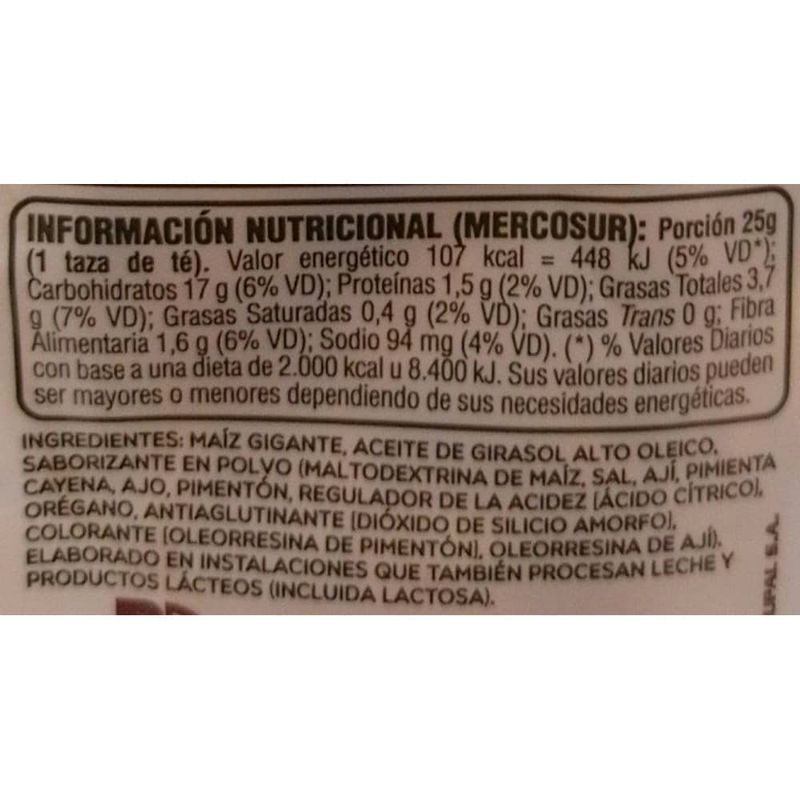 INFORMACIÓN NUTRICIONAL (MERCOSUR): Porción 25g
(1 taza de té). Valor energético 107 kcal = 448 kJ (5% VD*);
Carbohidratos 17 g (6% VD); Proteínas 1,5 g (2% VD); Grasas Totales 3,7
g (7% VD); Grasas Saturadas 0,4 g (2% VD); Grasas Trans 0 g; Fibra
Alimentaria 1,6 g (6% VD); Sodio 94 mg (4% VD). (*) % Valores Diarios
con base a una dieta de 2.000 kcal u 8.400 kJ. Sus valores diarios pueden
ser mayores o menores dependiendo de sus necesidades energéticas.
INGREDIENTES: MAÍZ GIGANTE, ACEITE DE GIRASOL ALTO OLEICO,
SABORIZANTE EN POLVO (MALTODEXTRINA DE MAÍZ, SAL, AJÍ, PIMIENTA
CAYENA, AJO, PIMENTÓN, REGULADOR DE LA ACIDEZ [ÁCIDO CÍTRICO],
ORÉGANO, ANTIAGLUTINANTE [DIÓXIDO DE SILICIO AMORFO],
COLORANTE [OLEORRESINA DE PIMENTÓN], OLEORRESINA DE AJÍ).
ELABORADO EN INSTALACIONES QUE TAMBIÉN PROCESAN LECHE Y
PRODUCTOS LÁCTEOS (INCLUIDA LACTOSA).
UPAL S.A.